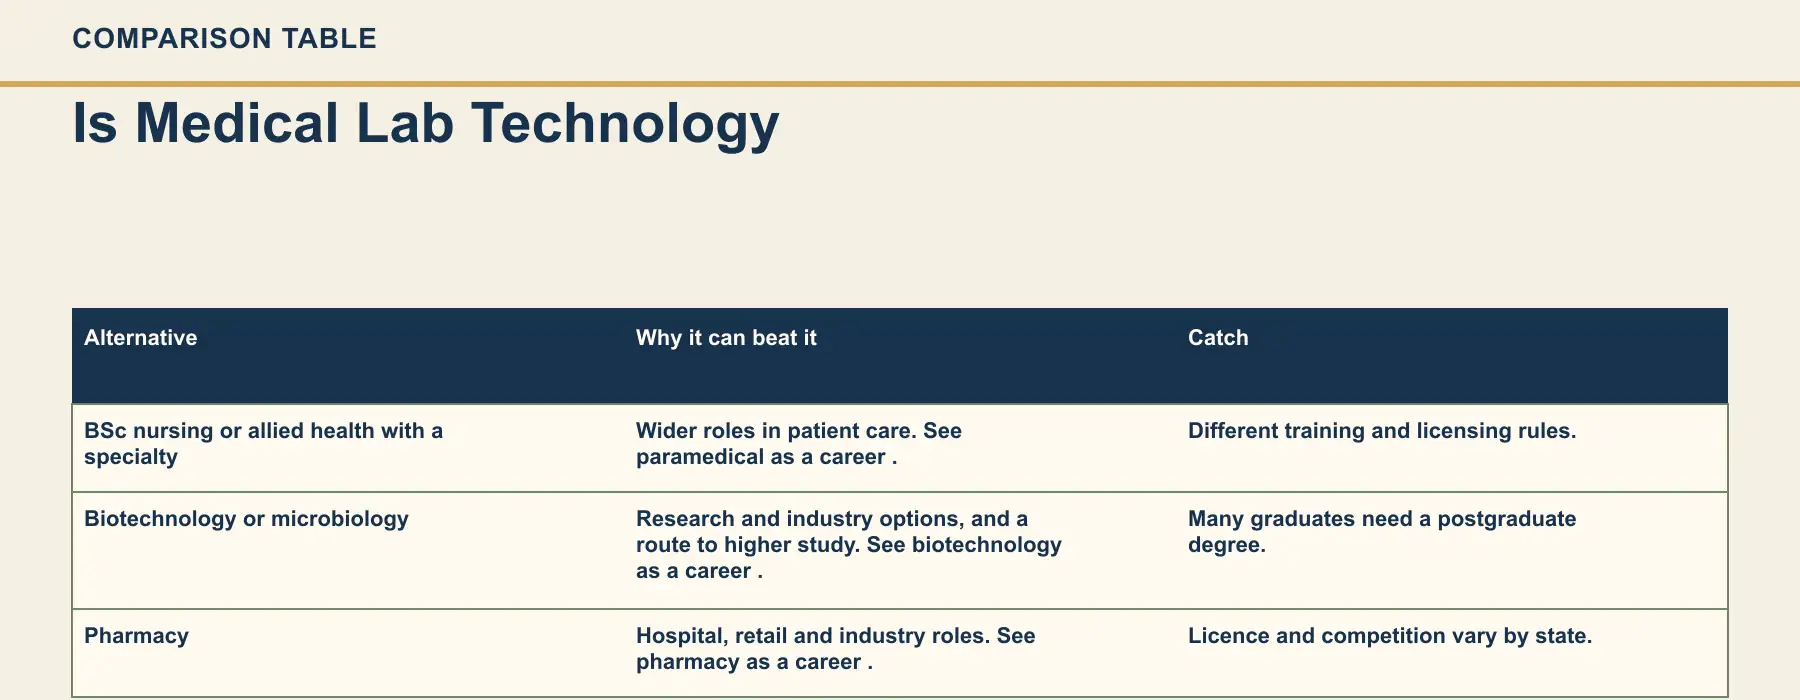 COMPARISON TABLE
Is Medical Lab Technology
Alternative
Why it can beat it
Catch
BSc nursing or allied health with a
specialty
Wider roles in patient care. See
paramedical as a career .
Different training and licensing rules.
Biotechnology or microbiology
Research and industry options, and a
route to higher study. See biotechnology
as a career .
Many graduates need a postgraduate
degree.
Pharmacy
Hospital, retail and industry roles. See
pharmacy as a career .
Licence and competition vary by state.